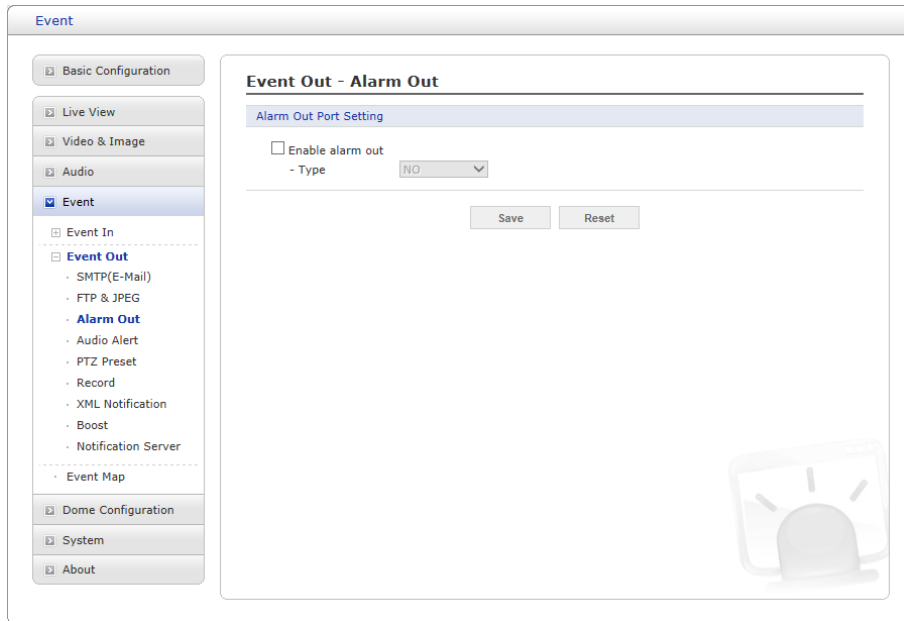 Event
Basic Configuration
Live View
Video & Image
Audio
Event
Event In
Event Out
SMTP(E-Mail)
FTP & JPEG
Alarm Out
Audio Alert
PTZ Preset
Record
XML Notification
Boost
Notification Server
Event Map
Dome Configuration
System
About
Event Out - Alarm Out
Alarm Out Port Setting
Enable alarm out
- Type NO
Save Reset